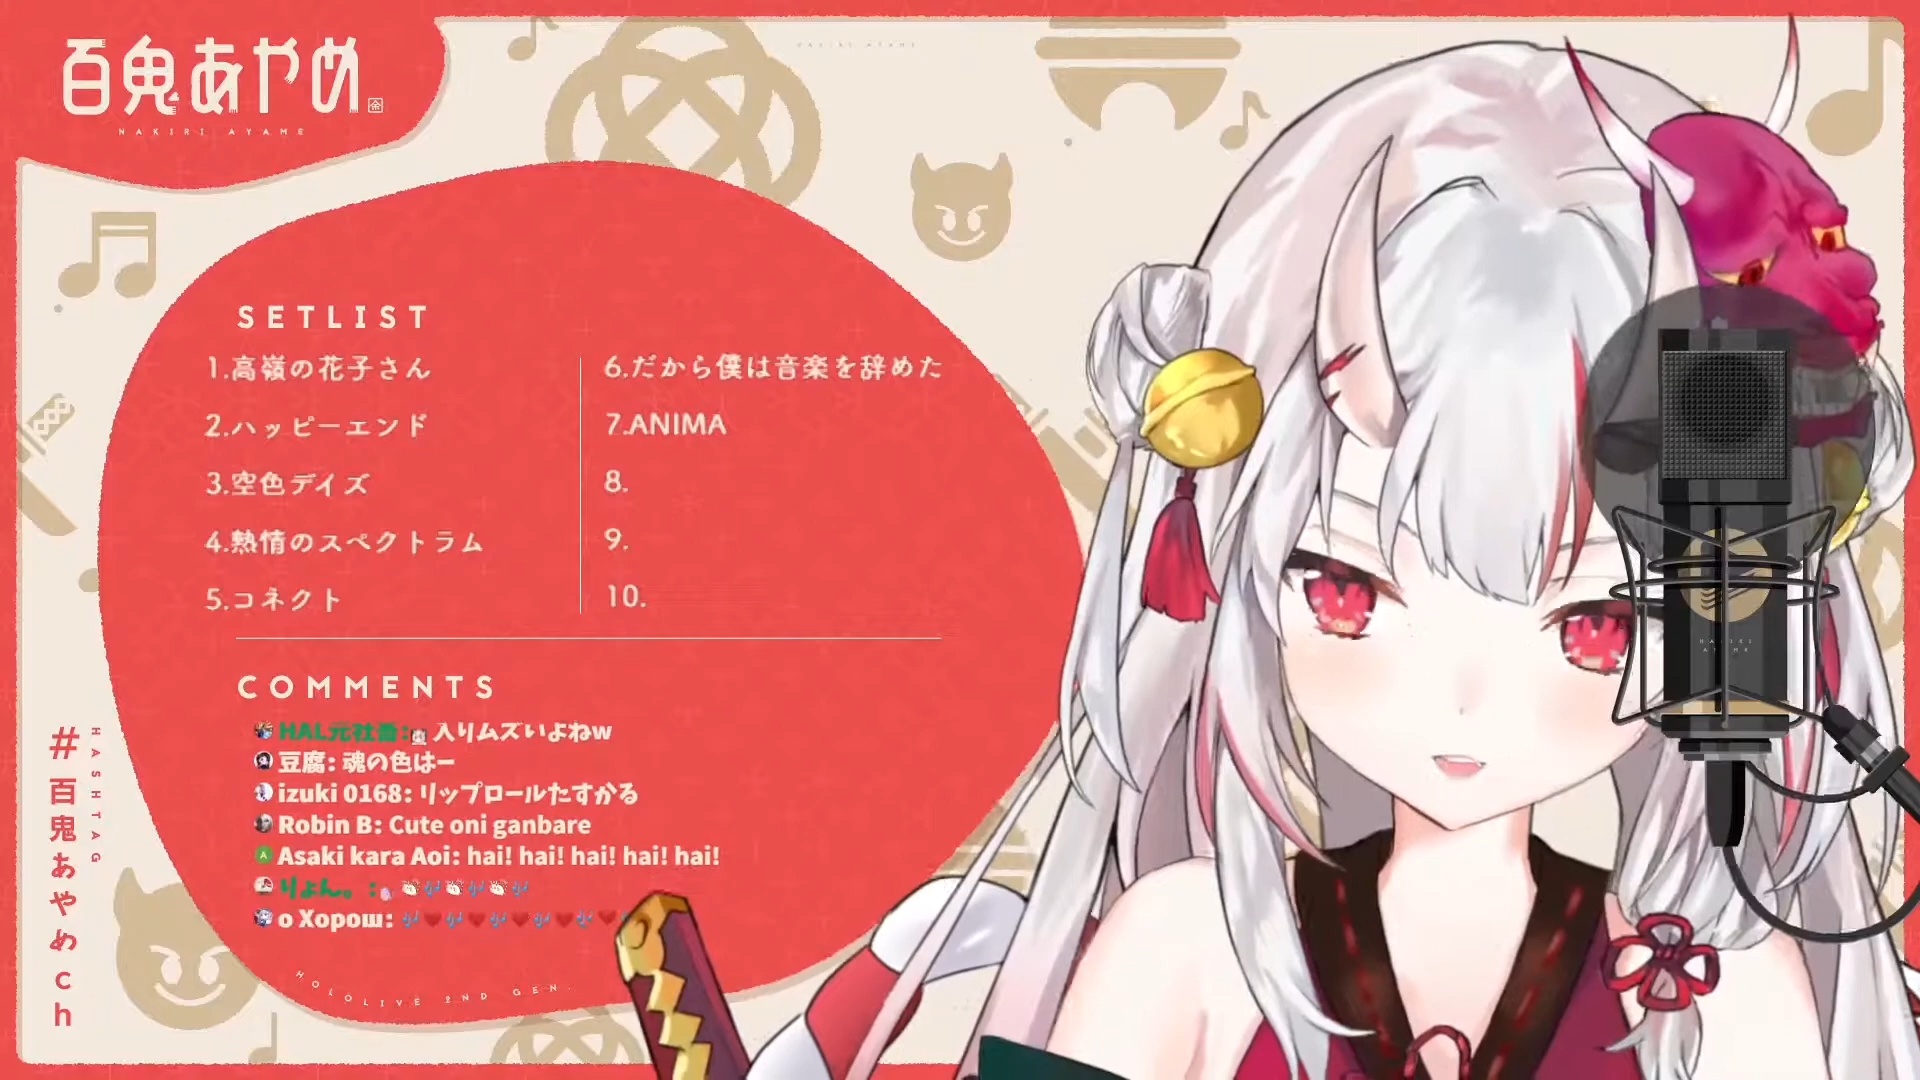 百鬼あやめ
NAKIRI AYAME
NAKIRI AYAME
SETLIST
1.高嶺の花子さん
2.ハッピーエンド
3.空色デイズ
4.熱情のスペクトラム
5.コネクト
6.だから僕は音楽を辞めた
7.ANIMA
8.
9.
10.
COMMENTS
HAL元社畜: 入りムズいよねw
豆腐: 魂の色はー
izuki 0168: リップロールたすかる
Robin B: Cute oni ganbare
A Asaki kara Aoi: hai! hai! hai! hai! hai!
りょん。:
о Хорош:
HOLOLIVE 2ND GEN.
#百鬼あやめch
HASHTAG
NAKIRI
AYAME